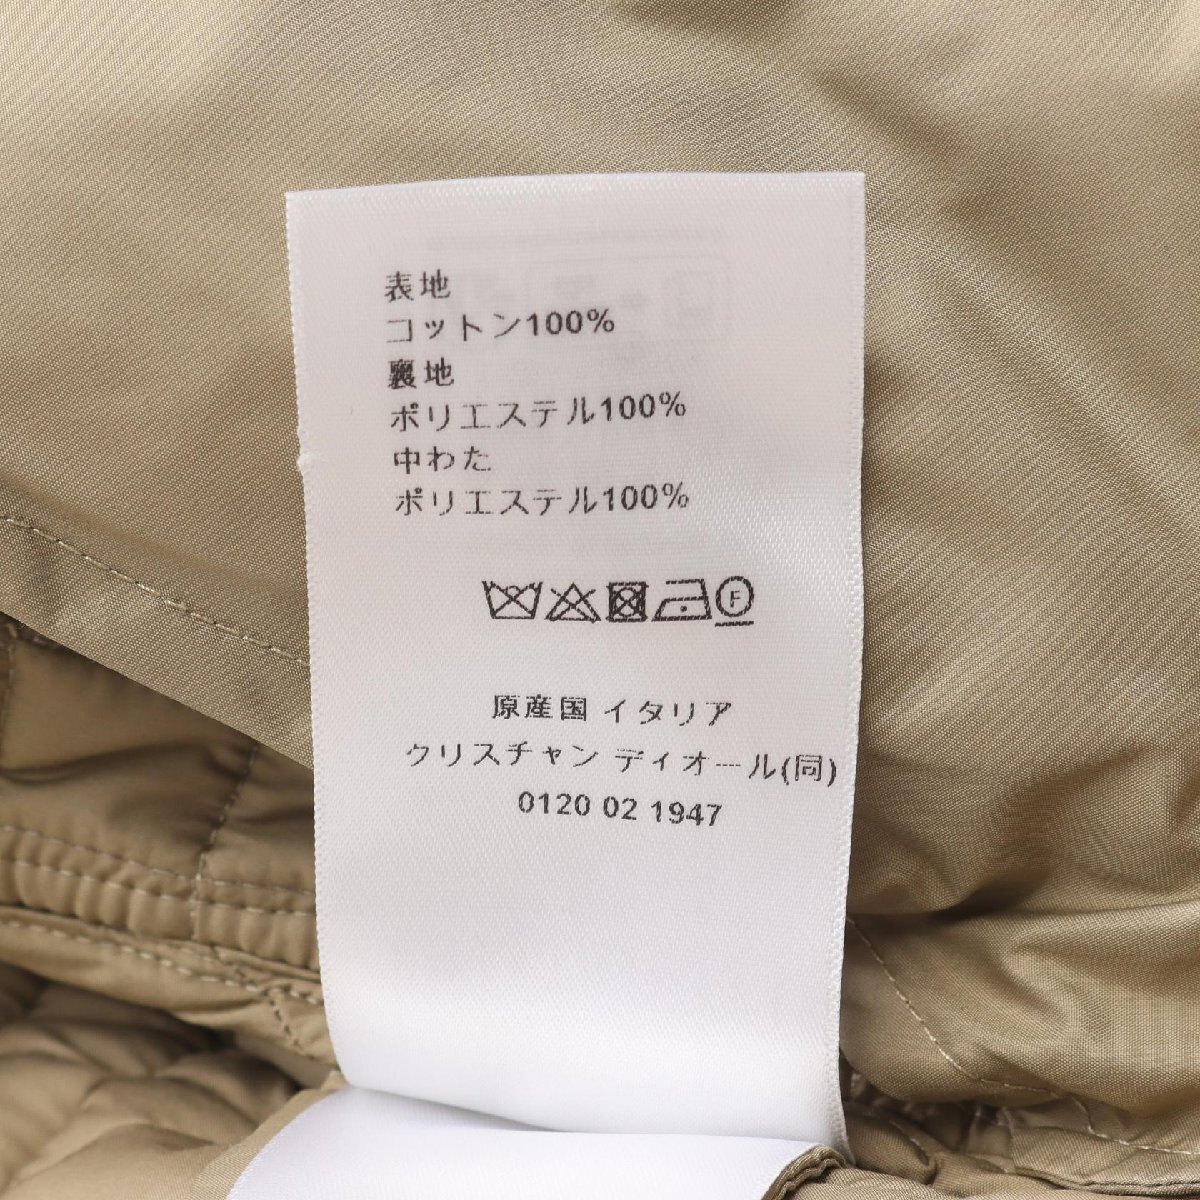 表地
コットン100%
裏地
ポリエステル100%
中わた
ポリエステル100%
F
原産国 イタリア
クリスチャン ディオール(同)
0120 02 1947